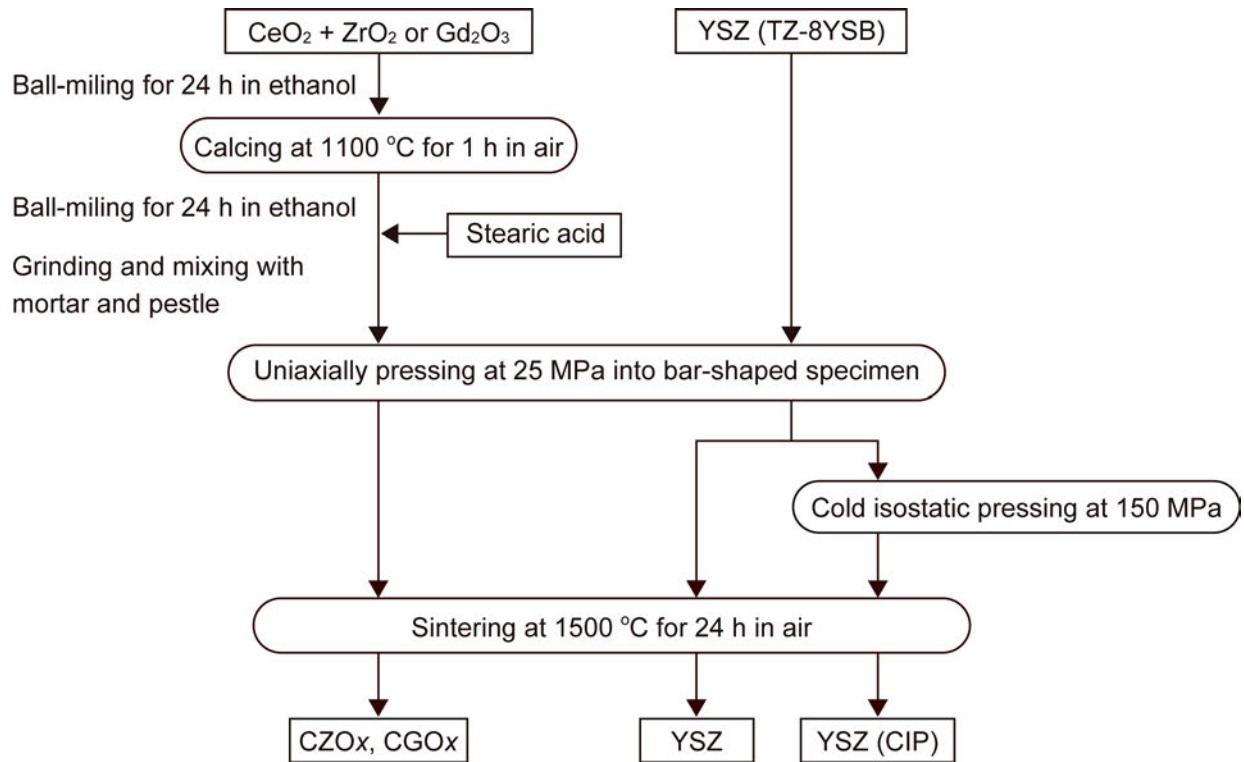 CeO₂ + ZrO₂ or Gd₂O₃
YSZ (TZ-8YSB)
Ball-milling for 24 h in ethanol
Calcing at 1100 °C for 1 h in air
Ball-milling for 24 h in ethanol
Stearic acid
Grinding and mixing with
mortar and pestle
Uniaxially pressing at 25 MPa into bar-shaped specimen
Cold isostatic pressing at 150 MPa
Sintering at 1500 °C for 24 h in air
CZOx, CGOx
YSZ
YSZ (CIP)